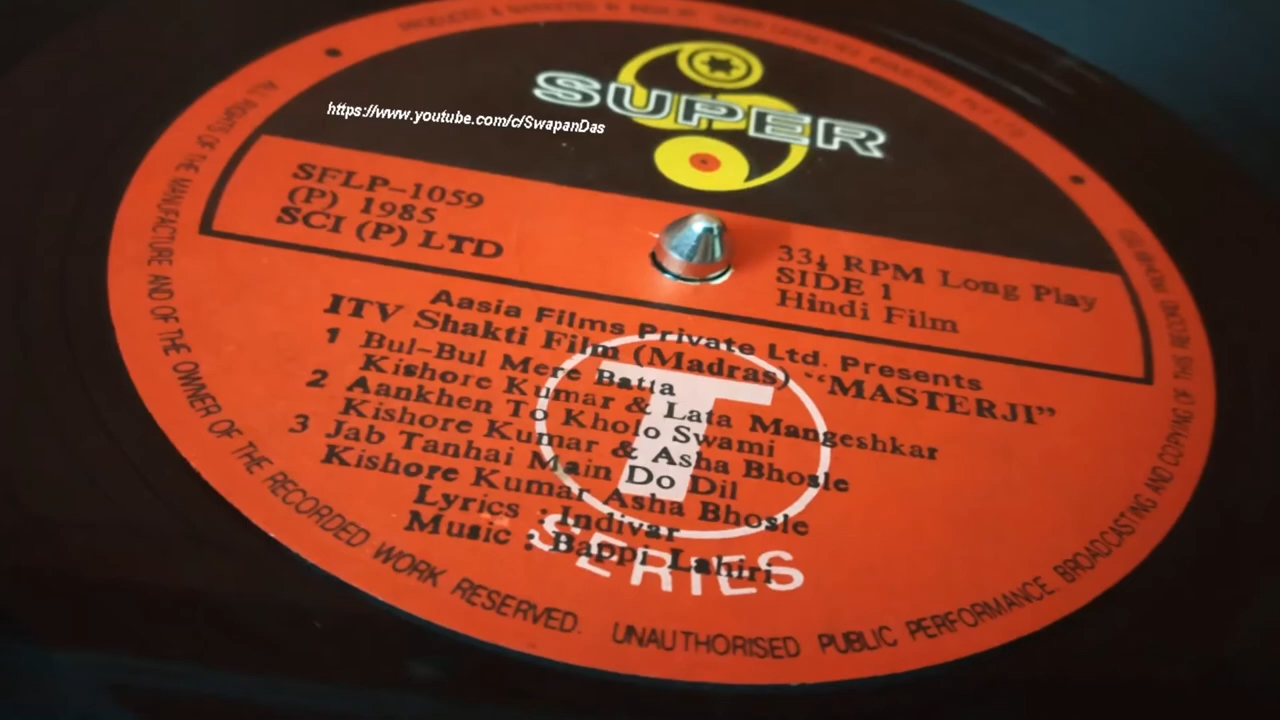 SUPER
https://www.youtube.com/c/SwapanDas
SFLP-1059
(P) 1985
SCI (P) LTD
33⅓ RPM Long Play
SIDE 1
Hindi Film
Aasia Films Private Ltd. Presents
ITV Shakti Film (Madras) “MASTERJI”
1 Bul-Bul Mere Batta
Kishore Kumar & Lata Mangeshkar
2 Aankhen To Kholo Swami
Kishore Kumar & Asha Bhosle
3 Jab Tanhai Main Do Dil
Kishore Kumar Asha Bhosle
Lyrics : Indivar
Music : Bappi Lahiri
T
SERIES
ALL RIGHTS OF THE MANUFACTURE AND OF THE OWNER OF THE RECORDED WORK RESERVED. UNAUTHORISED PUBLIC PERFORMANCE BROADCASTING AND COPYING OF THIS RECORD